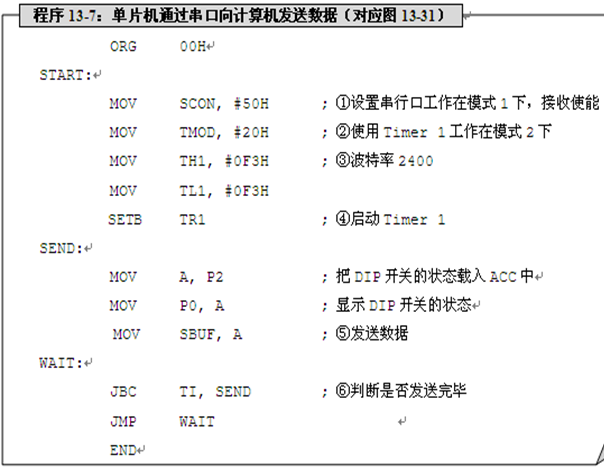 程序 13-7：单片机通过串口向计算机发送数据（对应图 13-31）
ORG 00H
START:
MOV SCON, #50H ; ①设置串行口工作在模式 1 下，接收使能
MOV TMOD, #20H ; ②使用 Timer 1 工作在模式 2 下
MOV TH1, #0F3H ; ③波特率 2400
MOV TL1, #0F3H
SETB TR1 ; ④启动 Timer 1
SEND:
MOV A, P2 ; 把 DIP 开关的状态载入 ACC 中
MOV P0, A ; 显示 DIP 开关的状态
MOV SBUF, A ; ⑤发送数据
WAIT:
JBC TI, SEND ; ⑥判断是否发送完毕
JMP WAIT
END